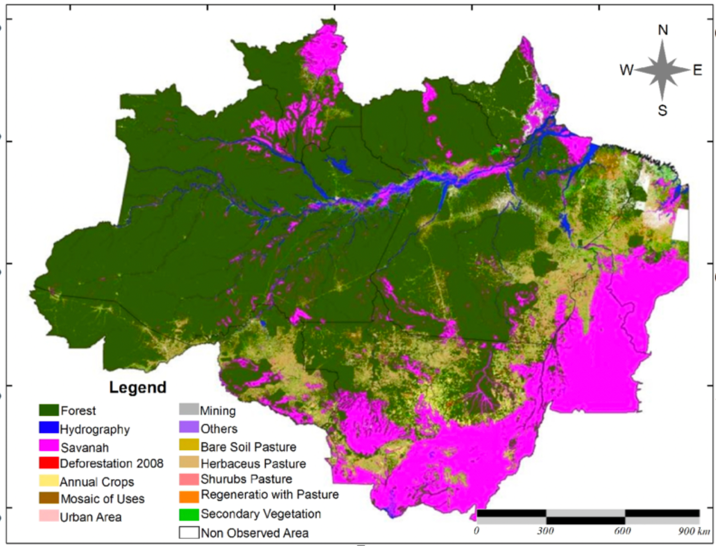 N
W E
S
Legend
Forest
Hydrography
Savanah
Deforestation 2008
Annual Crops
Mosaic of Uses
Urban Area
Mining
Others
Bare Soil Pasture
Herbaceus Pasture
Shurubs Pasture
Regeneratio with Pasture
Secondary Vegetation
Non Observed Area
0 300 600 900 km